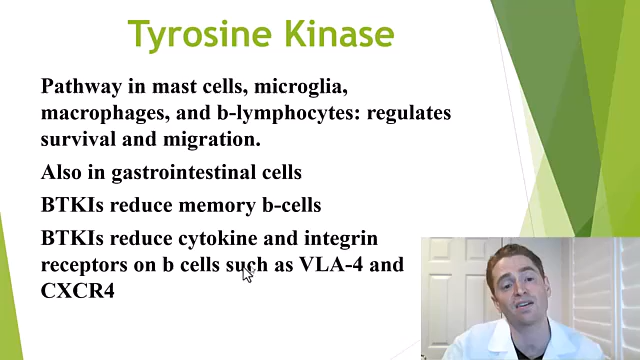 Tyrosine Kinase
Pathway in mast cells, microglia,
macrophages, and b-lymphocytes: regulates
survival and migration.
Also in gastrointestinal cells
BTKIs reduce memory b-cells
BTKIs reduce cytokine and integrin
receptors on b cells such as VLA-4 and
CXCR4